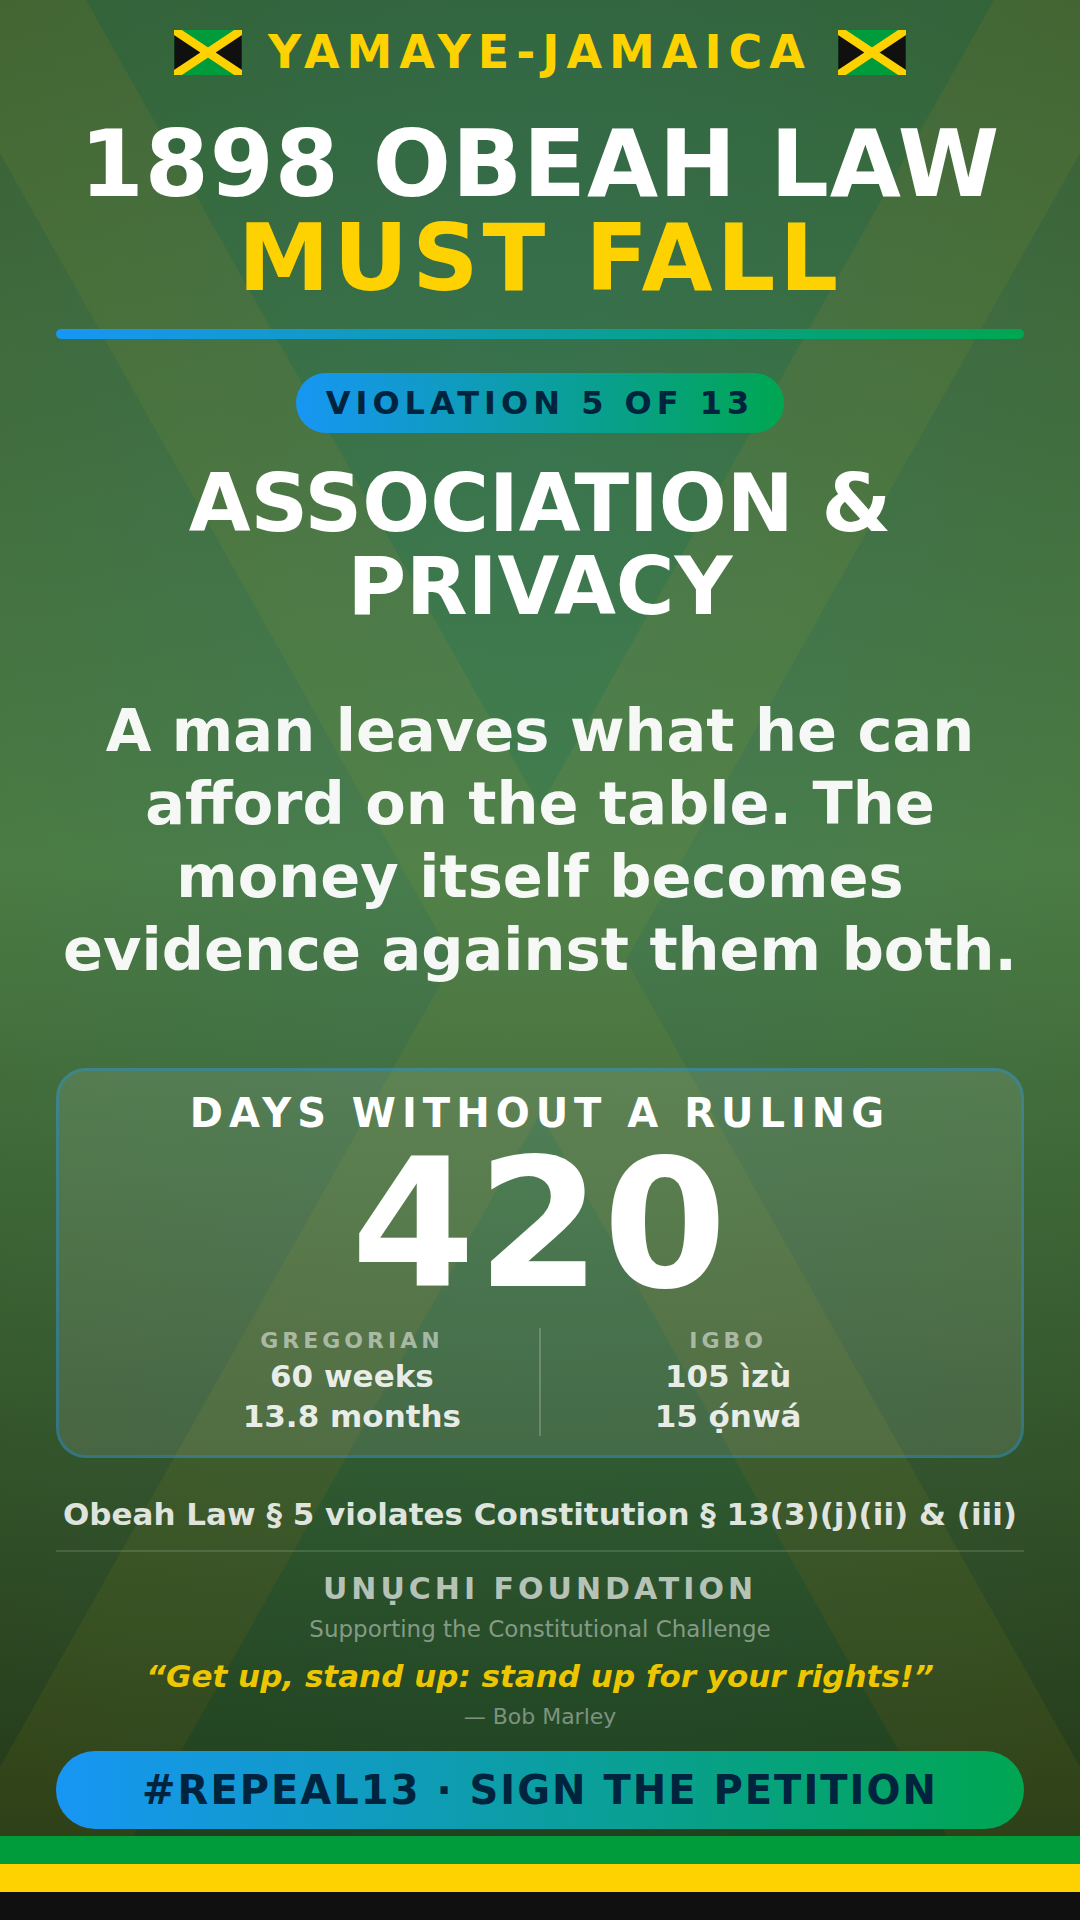 YAMAYE-JAMAICA
1898 OBEAH LAW
MUST FALL
VIOLATION 5 OF 13
ASSOCIATION &
PRIVACY
A man leaves what he can
afford on the table. The
money itself becomes
evidence against them both.
DAYS WITHOUT A RULING
420
GREGORIAN
60 weeks
13.8 months
IGBO
105 ìzù
15 ọ́nwá
Obeah Law § 5 violates Constitution § 13(3)(j)(ii) & (iii)
UNỤCHI FOUNDATION
Supporting the Constitutional Challenge
“Get up, stand up: stand up for your rights!”
— Bob Marley
#REPEAL13 · SIGN THE PETITION